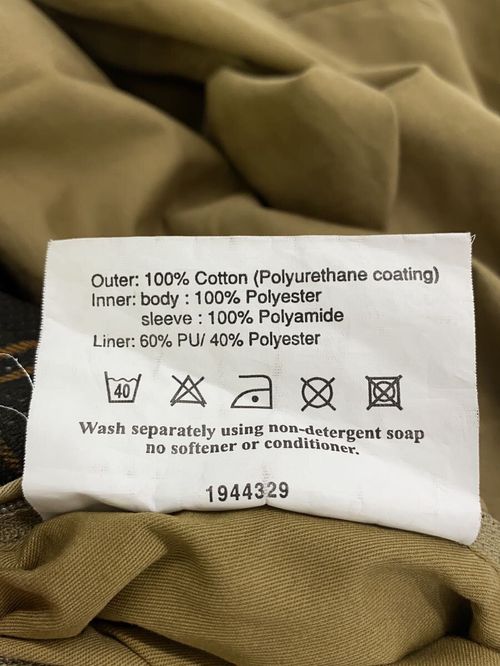 Outer: 100% Cotton (Polyurethane coating)
Inner: body : 100% Polyester
sleeve : 100% Polyamide
Liner: 60% PU/ 40% Polyester
40
Wash separately using non-detergent soap
no softener or conditioner.
1944329